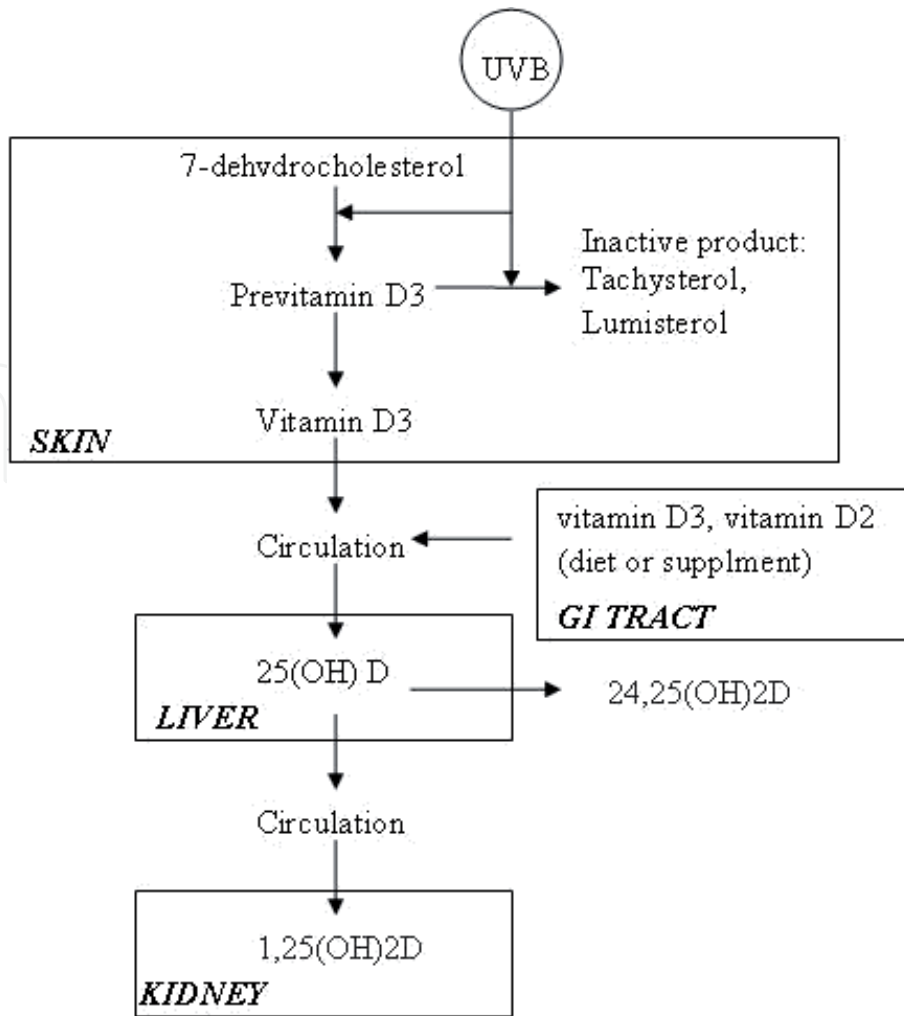 UVB
7-dehvdrocholesterol
Inactive product:
Tachysterol,
Lumisterol
Previtamin D3
Vitamin D3
SKIN
Circulation
vitamin D3, vitamin D2
(diet or supplment)
GI TRACT
25(OH) D
24,25(OH)2D
LIVER
Circulation
1,25(OH)2D
KIDNEY